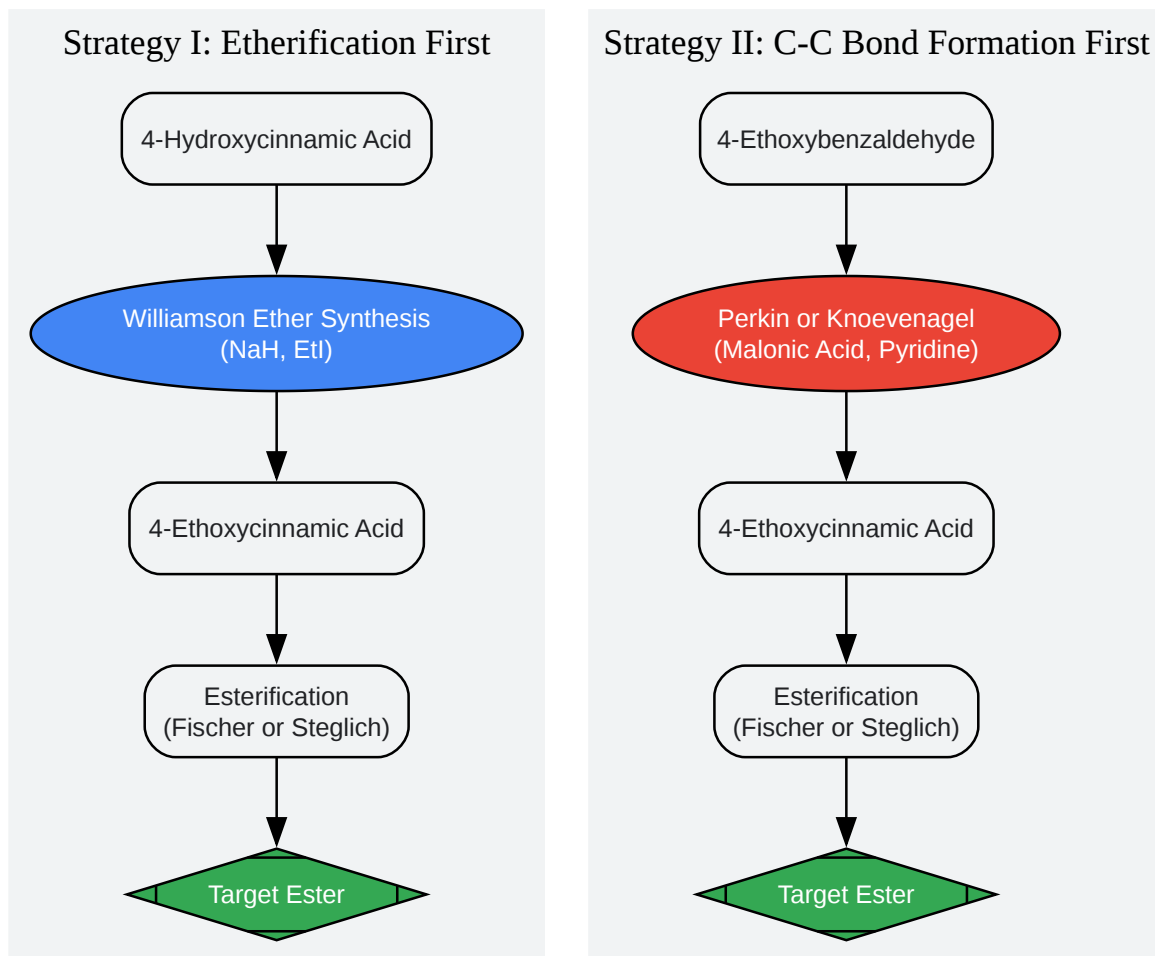 Strategy I: Etherification First
4-Hydroxycinnamic Acid
Williamson Ether Synthesis
(NaH, EtI)
4-Ethoxycinnamic Acid
Esterification
(Fischer or Steglich)
Target Ester
Strategy II: C-C Bond Formation First
4-Ethoxybenzaldehyde
Perkin or Knoevenagel
(Malonic Acid, Pyridine)
4-Ethoxycinnamic Acid
Esterification
(Fischer or Steglich)
Target Ester